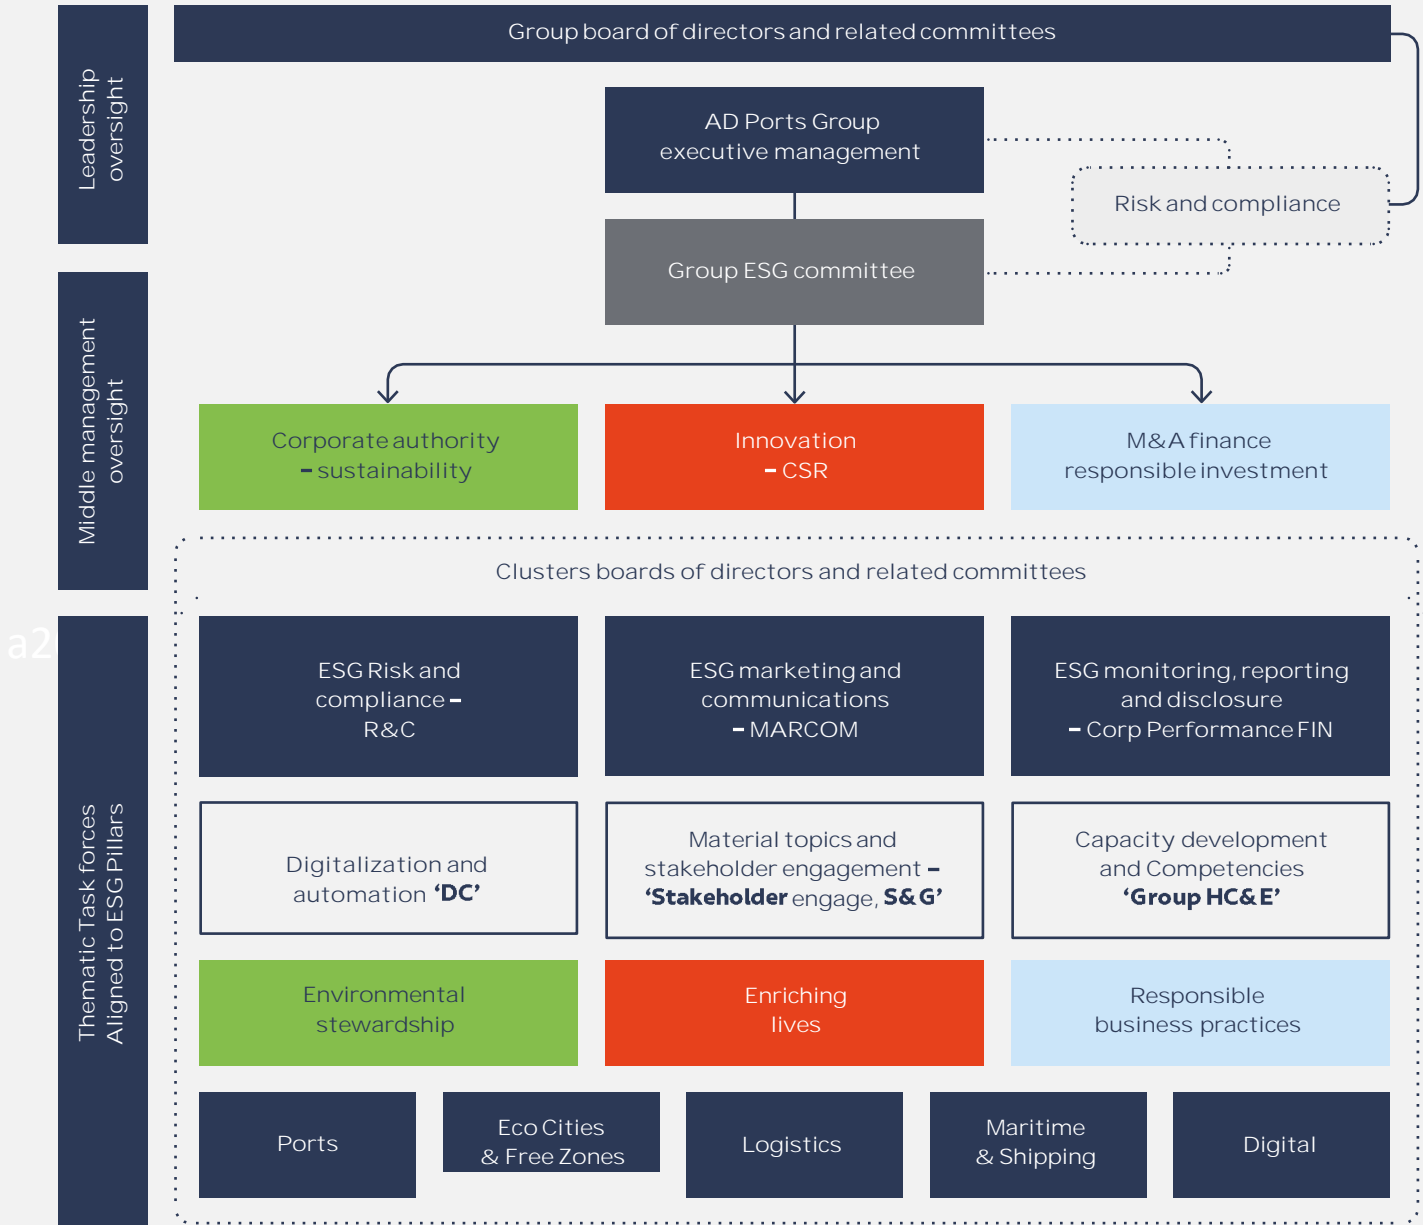 Leadership
oversight
Group board of directors and related committees
AD Ports Group
executive management
Risk and compliance
Group ESG committee
Middle management
oversight
Corporate authority
– sustainability
Innovation
– CSR
M&A finance
responsible investment
Clusters boards of directors and related committees
a2
Thematic Task forces
Aligned to ESG Pillars
ESG Risk and
compliance –
R&C
ESG marketing and
communications
– MARCOM
ESG monitoring, reporting
and disclosure
– Corp Performance FIN
Digitalization and
automation ‘DC’
Material topics and
stakeholder engagement –
‘Stakeholder engage, S&G’
Capacity development
and Competencies
‘Group HC&E’
Environmental
stewardship
Enriching
lives
Responsible
business practices
Ports
Eco Cities
& Free Zones
Logistics
Maritime
& Shipping
Digital